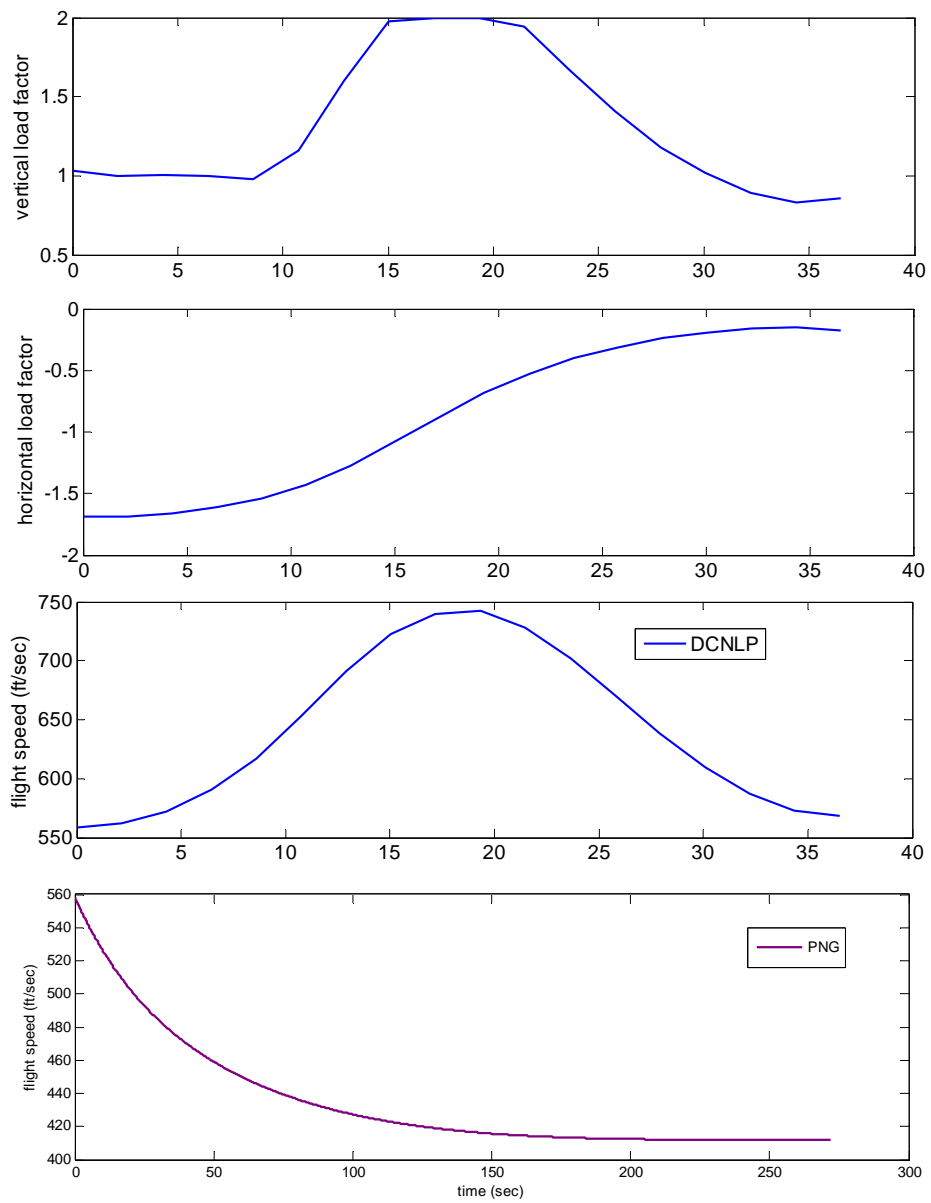 2
1.5
1
0.5
vertical load factor
0 5 10 15 20 25 30 35 40
0
-0.5
-1
-1.5
-2
horizontal load factor
0 5 10 15 20 25 30 35 40
750
700
650
600
550
flight speed (ft/sec)
DCNLP
0 5 10 15 20 25 30 35 40
560
540
520
500
480
460
440
420
400
flight speed (ft/sec)
PNG
0 50 100 150 200 250 300
time (sec)